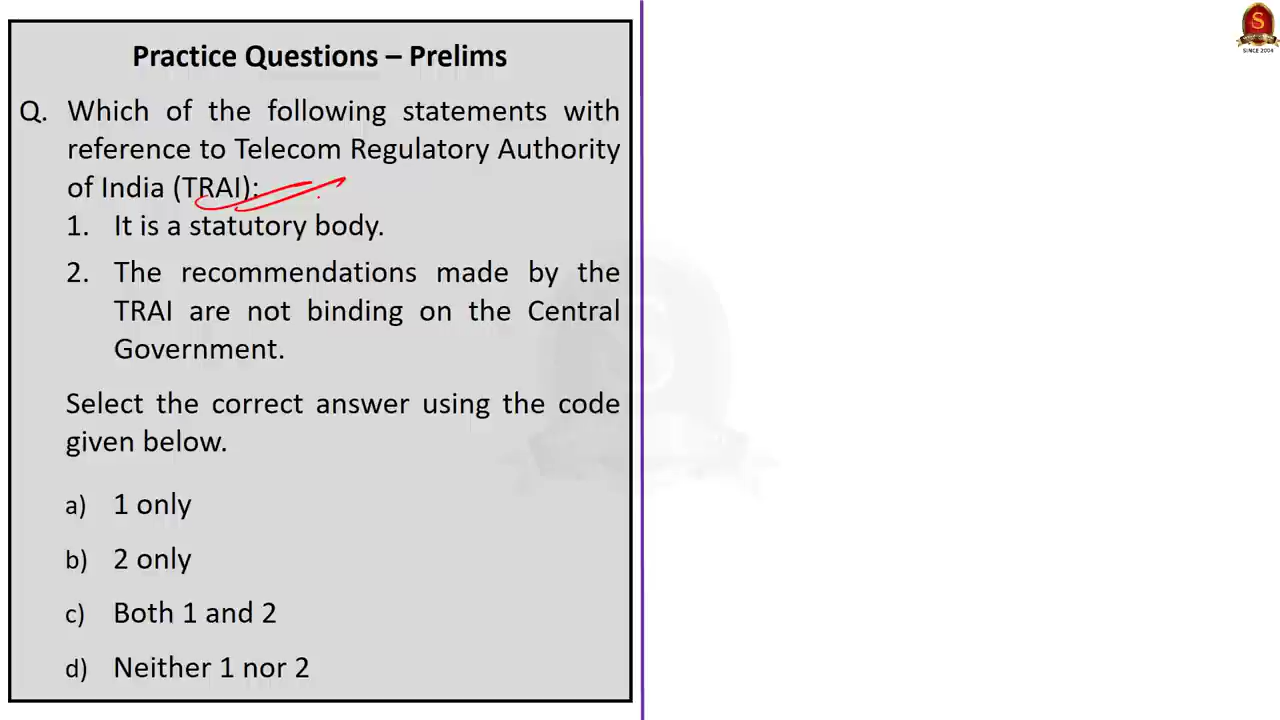 Practice Questions – Prelims
Q. Which of the following statements with
reference to Telecom Regulatory Authority
of India (TRAI):
1. It is a statutory body.
2. The recommendations made by the
TRAI are not binding on the Central
Government.
Select the correct answer using the code
given below.
a) 1 only
b) 2 only
c) Both 1 and 2
d) Neither 1 nor 2
S
SINCE 2004